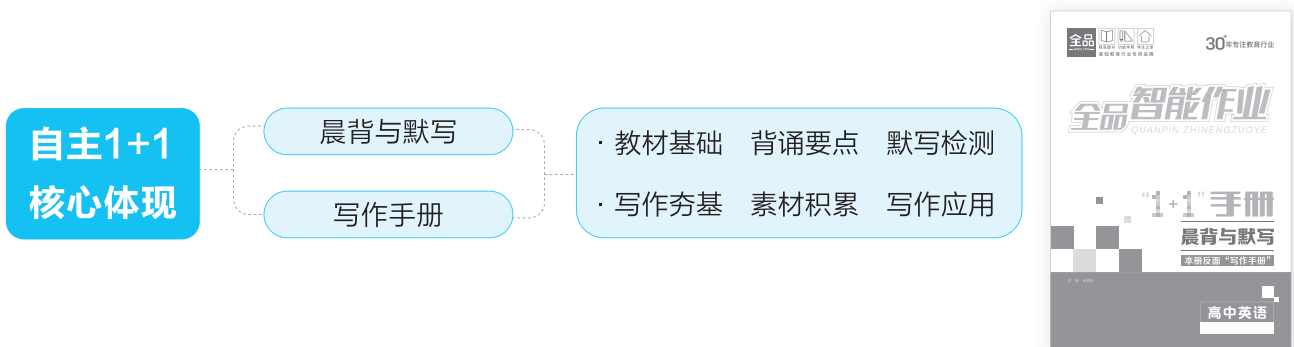 自主1+1
核心体现
晨背与默写
写作手册
· 教材基础 背诵要点 默写检测
· 写作夯基 素材积累 写作应用
全品
30+年专注教育行业
全品智能作业
QUANPIN ZHINENGZUOYE
“1+1”手册
晨背与默写
本册反面“写作手册”
高中英语